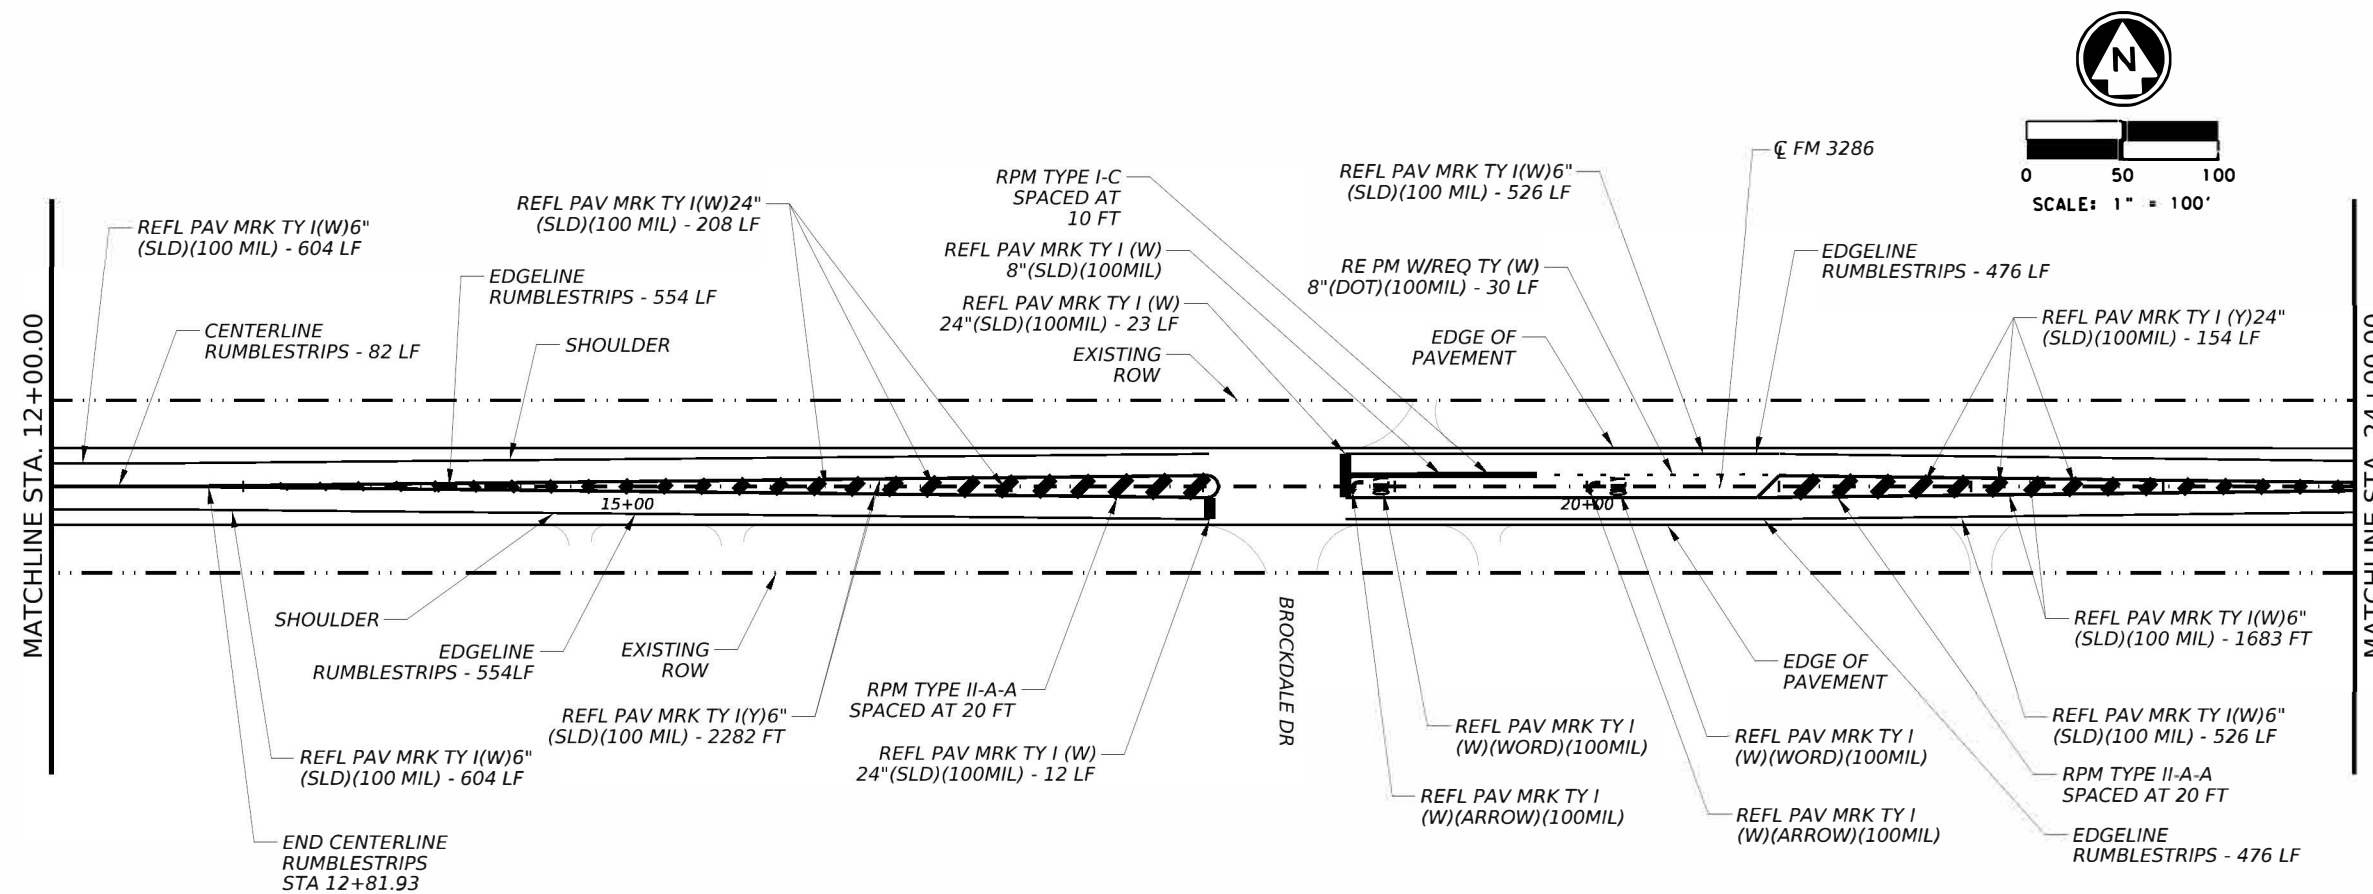 N
0 50 100
SCALE: 1" = 100'
℄ FM 3286
RPM TYPE I-C
SPACED AT
10 FT
REFL PAV MRK TY I(W)6"
(SLD)(100 MIL) - 526 LF
REFL PAV MRK TY I(W)24"
(SLD)(100 MIL) - 208 LF
REFL PAV MRK TY I(W)6"
(SLD)(100 MIL) - 604 LF
REFL PAV MRK TY I (W)
8"(SLD)(100MIL)
EDGELINE
RUMBLESTRIPS - 476 LF
RE PM W/REQ TY (W)
8"(DOT)(100MIL) - 30 LF
EDGELINE
RUMBLESTRIPS - 554 LF
REFL PAV MRK TY I (W)
24"(SLD)(100MIL) - 23 LF
REFL PAV MRK TY I (Y)24"
(SLD)(100MIL) - 154 LF
CENTERLINE
RUMBLESTRIPS - 82 LF
SHOULDER
EDGE OF
PAVEMENT
EXISTING
ROW
MATCHLINE STA. 12+00.00
MATCHLINE STA. 24+00.00
15+00
20+00
BROCKDALE DR
SHOULDER
EDGELINE
RUMBLESTRIPS - 554LF
EXISTING
ROW
REFL PAV MRK TY I(W)6"
(SLD)(100 MIL) - 1683 FT
EDGE OF
PAVEMENT
RPM TYPE II-A-A
SPACED AT 20 FT
REFL PAV MRK TY I(Y)6"
(SLD)(100 MIL) - 2282 FT
REFL PAV MRK TY I
(W)(WORD)(100MIL)
REFL PAV MRK TY I
(W)(WORD)(100MIL)
REFL PAV MRK TY I(W)6"
(SLD)(100 MIL) - 526 LF
REFL PAV MRK TY I(W)6"
(SLD)(100 MIL) - 604 LF
REFL PAV MRK TY I (W)
24"(SLD)(100MIL) - 12 LF
RPM TYPE II-A-A
SPACED AT 20 FT
REFL PAV MRK TY I
(W)(ARROW)(100MIL)
REFL PAV MRK TY I
(W)(ARROW)(100MIL)
EDGELINE
RUMBLESTRIPS - 476 LF
END CENTERLINE
RUMBLESTRIPS
STA 12+81.93